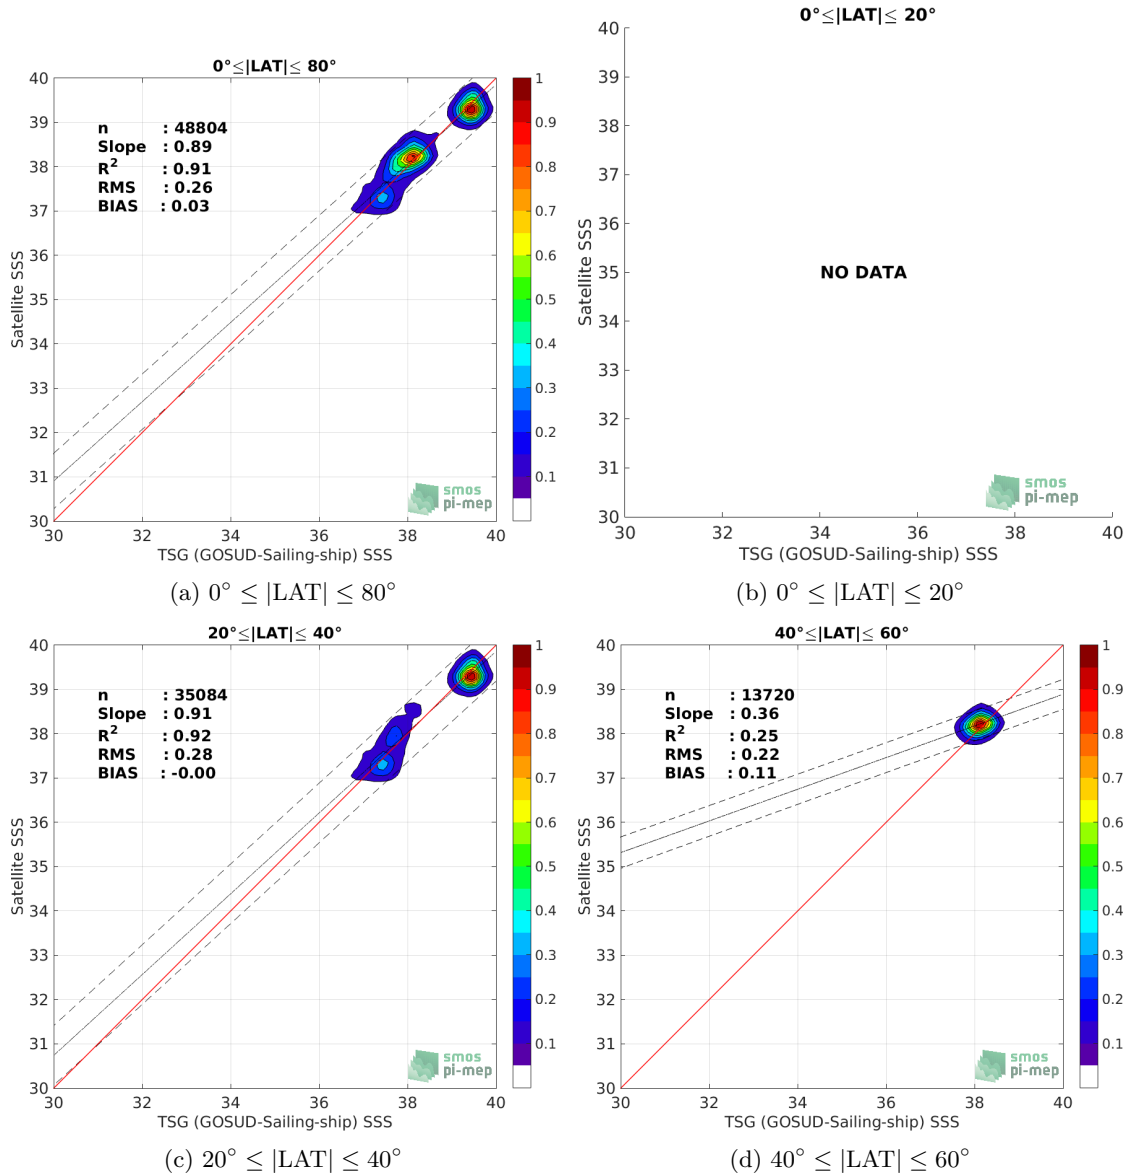 0°≤|LAT|≤ 80°
40
39
38
37
36
35
34
33
32
31
30
n : 48804
Slope : 0.89
R² : 0.91
RMS : 0.26
BIAS : 0.03
Satellite SSS
30 32 34 36 38 40
TSG (GOSUD-Sailing-ship) SSS
smos
pi-mep
1
0.9
0.8
0.7
0.6
0.5
0.4
0.3
0.2
0.1
(a) 0° ≤ |LAT| ≤ 80°
0°≤|LAT|≤ 20°
40
39
38
37
36
35
34
33
32
31
30
Satellite SSS
NO DATA
smos
pi-mep
30 32 34 36 38 40
TSG (GOSUD-Sailing-ship) SSS
(b) 0° ≤ |LAT| ≤ 20°
20°≤|LAT|≤ 40°
40
39
38
37
36
35
34
33
32
31
30
n : 35084
Slope : 0.91
R² : 0.92
RMS : 0.28
BIAS : -0.00
Satellite SSS
smos
pi-mep
30 32 34 36 38 40
TSG (GOSUD-Sailing-ship) SSS
1
0.9
0.8
0.7
0.6
0.5
0.4
0.3
0.2
0.1
(c) 20° ≤ |LAT| ≤ 40°
40°≤|LAT|≤ 60°
40
39
38
37
36
35
34
33
32
31
30
n : 13720
Slope : 0.36
R² : 0.25
RMS : 0.22
BIAS : 0.11
Satellite SSS
smos
pi-mep
30 32 34 36 38 40
TSG (GOSUD-Sailing-ship) SSS
1
0.9
0.8
0.7
0.6
0.5
0.4
0.3
0.2
0.1
(d) 40° ≤ |LAT| ≤ 60°